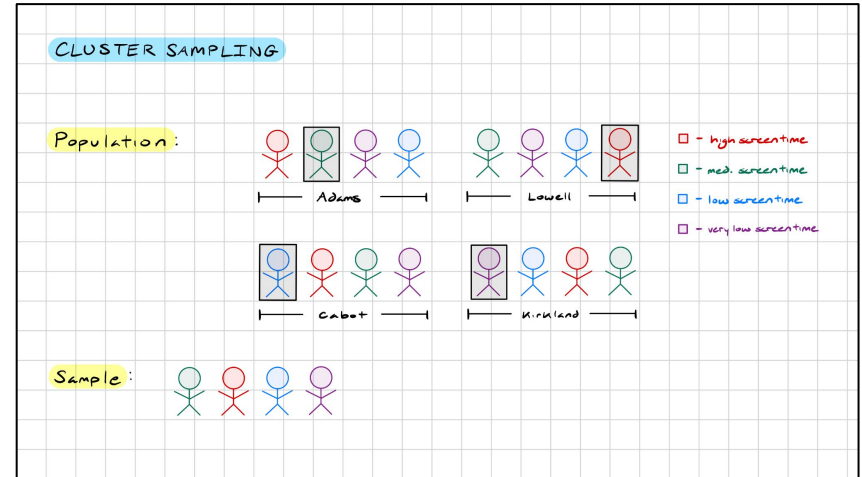 CLUSTER SAMPLING
Population:
Adams
Lowell
- high screentime
- med. screentime
- low screentime
- very low screentime
Cabot
Kirkland
Sample: